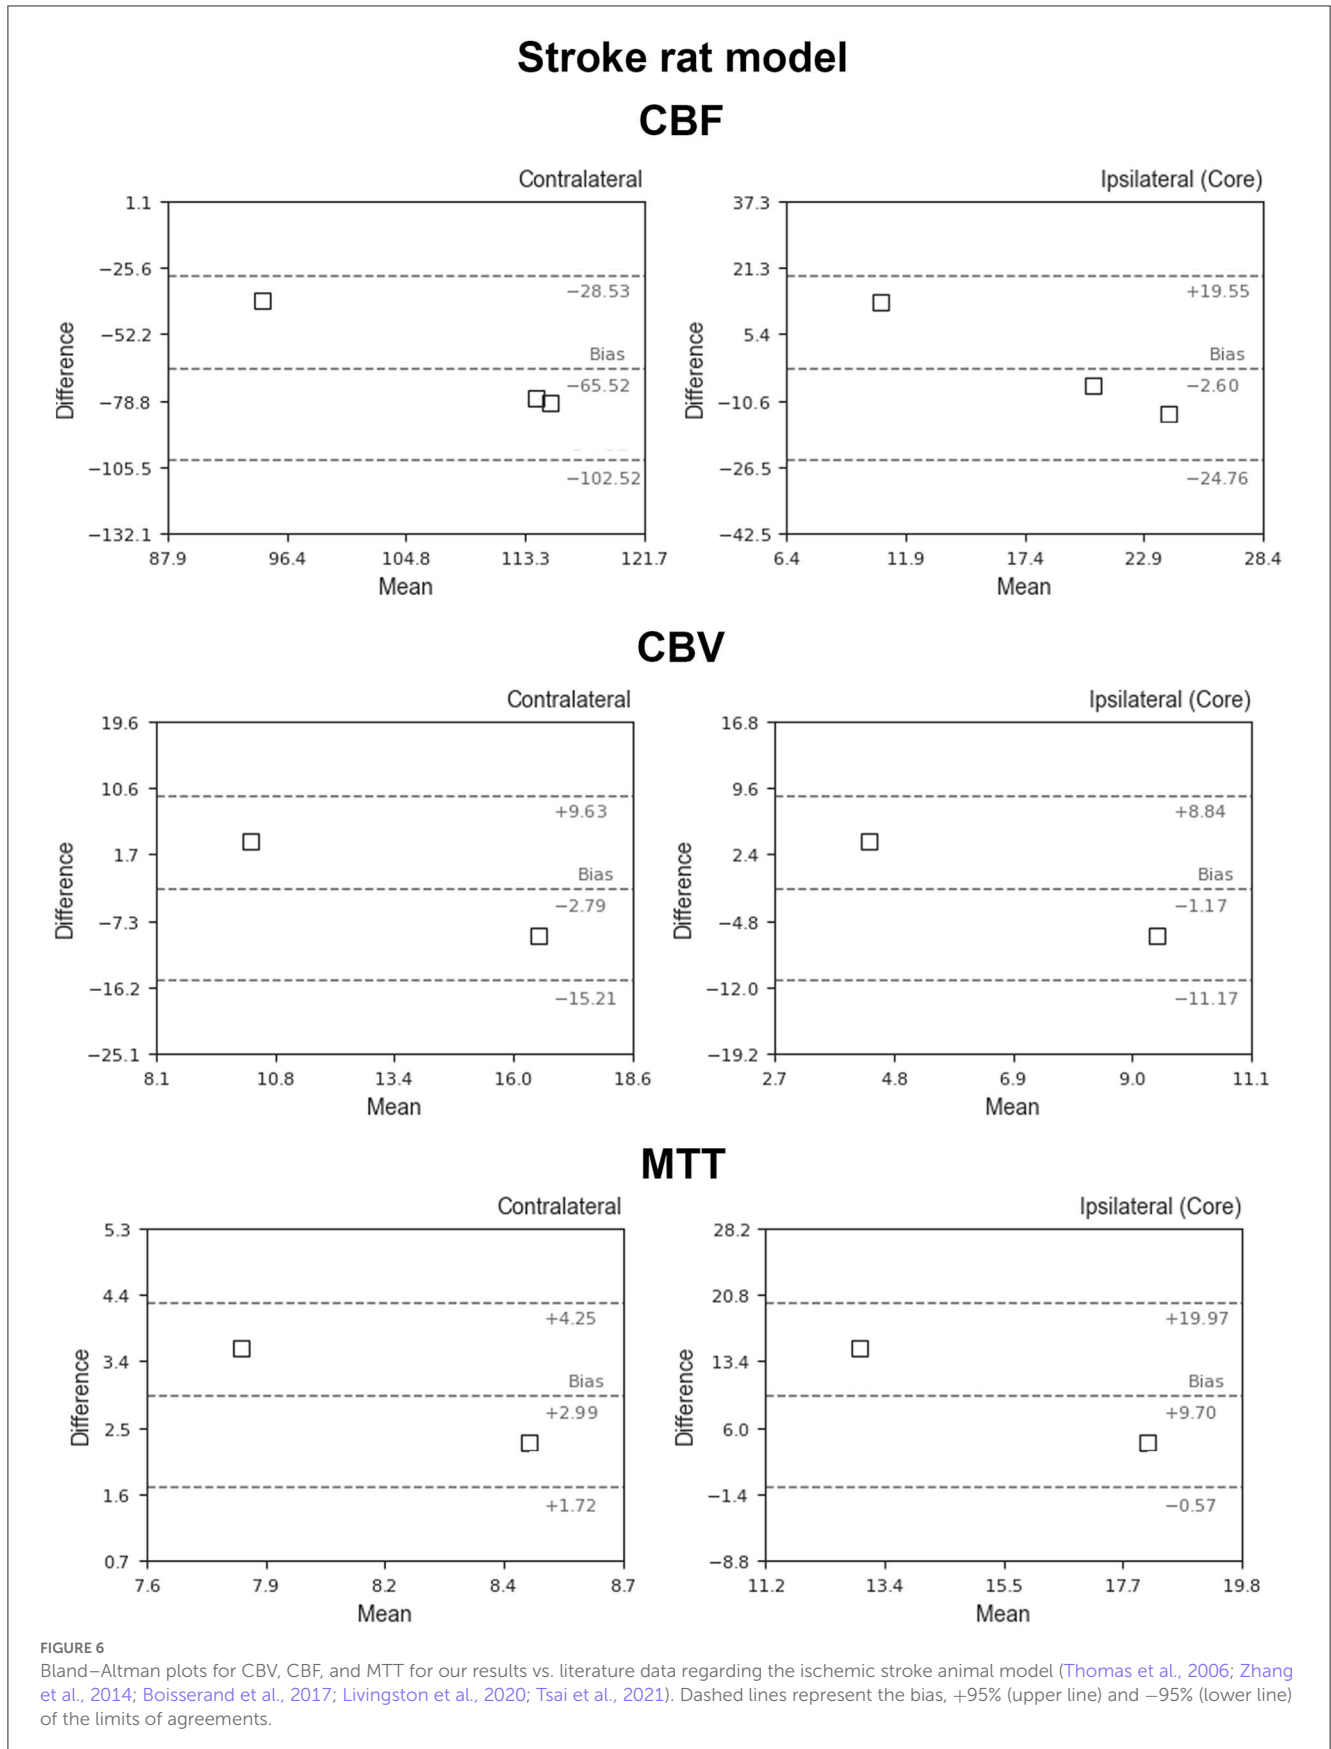 Stroke rat model
CBF
Contralateral
1.1
−25.6
−52.2
−78.8
−105.5
−132.1
Difference
−28.53
Bias
−65.52
−102.52
87.9 96.4 104.8 113.3 121.7
Mean
Ipsilateral (Core)
37.3
21.3
5.4
−10.6
−26.5
−42.5
Difference
+19.55
Bias
−2.60
−24.76
6.4 11.9 17.4 22.9 28.4
Mean
CBV
Contralateral
19.6
10.6
1.7
−7.3
−16.2
−25.1
Difference
+9.63
Bias
−2.79
−15.21
8.1 10.8 13.4 16.0 18.6
Mean
Ipsilateral (Core)
16.8
9.6
2.4
−4.8
−12.0
−19.2
Difference
+8.84
Bias
−1.17
−11.17
2.7 4.8 6.9 9.0 11.1
Mean
MTT
Contralateral
5.3
4.4
3.4
2.5
1.6
0.7
Difference
+4.25
Bias
+2.99
+1.72
7.6 7.9 8.2 8.4 8.7
Mean
Ipsilateral (Core)
28.2
20.8
13.4
6.0
−1.4
−8.8
Difference
+19.97
Bias
+9.70
−0.57
11.2 13.4 15.5 17.7 19.8
Mean
FIGURE 6
Bland–Altman plots for CBV, CBF, and MTT for our results vs. literature data regarding the ischemic stroke animal model (Thomas et al., 2006; Zhang
et al., 2014; Boisserand et al., 2017; Livingston et al., 2020; Tsai et al., 2021). Dashed lines represent the bias, +95% (upper line) and −95% (lower line)
of the limits of agreements.